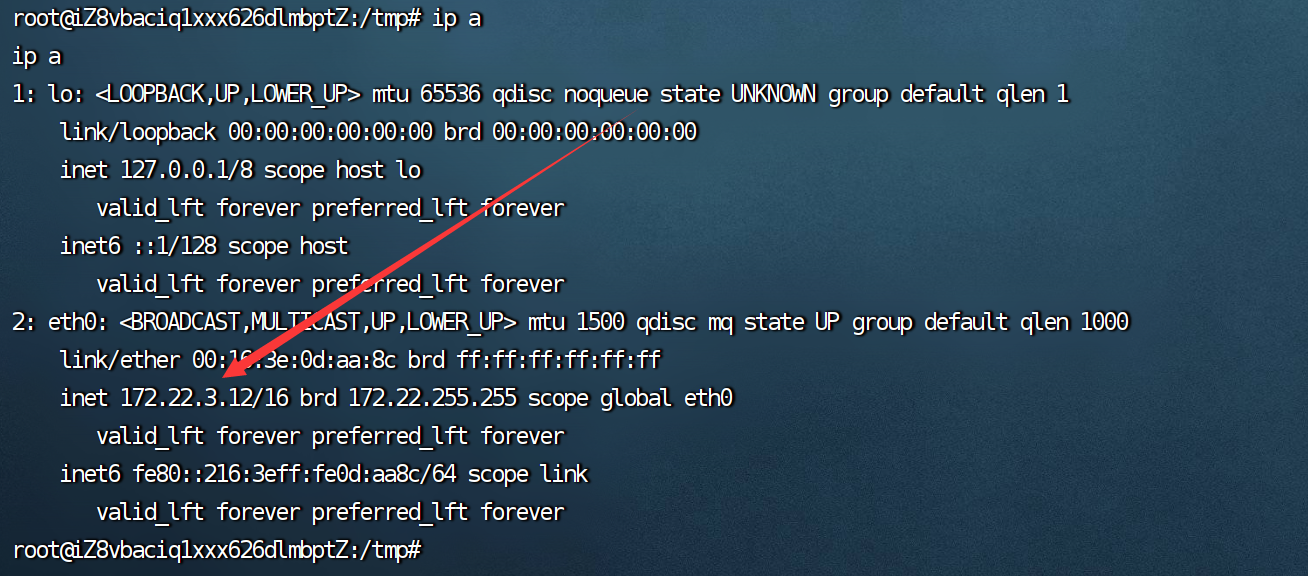 root@iZ8vbaciq1xxx626dlmbptZ:/tmp# ip a
ip a
1: lo: <LOOPBACK,UP,LOWER_UP> mtu 65536 qdisc noqueue state UNKNOWN group default qlen 1
    link/loopback 00:00:00:00:00:00 brd 00:00:00:00:00:00
    inet 127.0.0.1/8 scope host lo
       valid_lft forever preferred_lft forever
    inet6 ::1/128 scope host
       valid_lft forever preferred_lft forever
2: eth0: <BROADCAST,MULTICAST,UP,LOWER_UP> mtu 1500 qdisc mq state UP group default qlen 1000
    link/ether 00:16:3e:0d:aa:8c brd ff:ff:ff:ff:ff:ff
    inet 172.22.3.12/16 brd 172.22.255.255 scope global eth0
       valid_lft forever preferred_lft forever
    inet6 fe80::216:3eff:fe0d:aa8c/64 scope link
       valid_lft forever preferred_lft forever
root@iZ8vbaciq1xxx626dlmbptZ:/tmp#